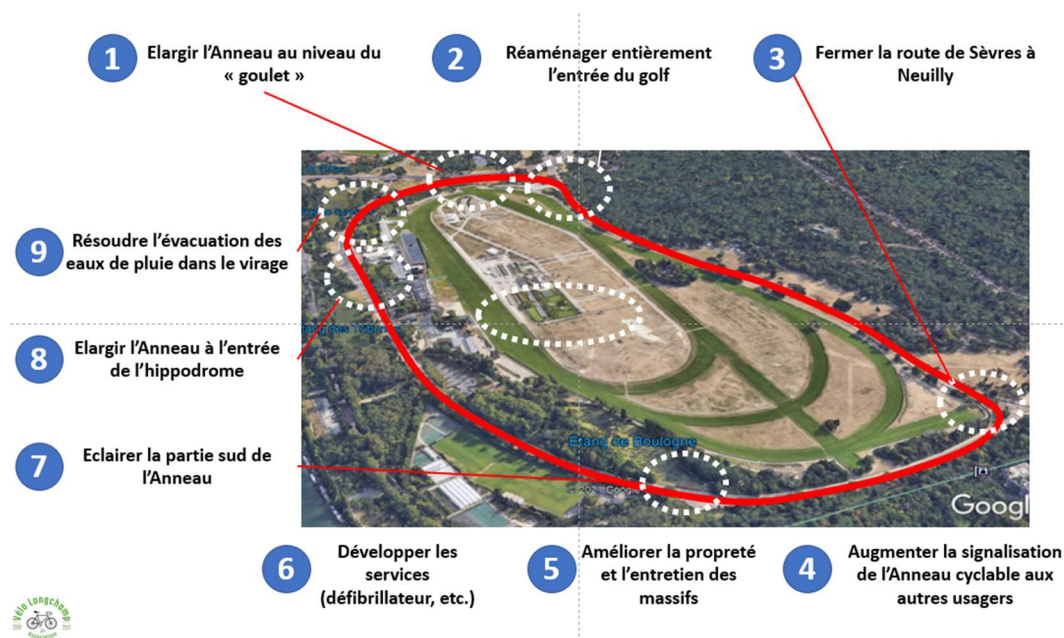 1
Elargir l’Anneau au niveau du
« goulet »
2
Réaménager entièrement
l’entrée du golf
3
Fermer la route de Sèvres à
Neuilly
9
Résoudre l’évacuation des
eaux de pluie dans le virage
8
Elargir l’Anneau à l’entrée
de l’hippodrome
7
Eclairer la partie sud de
l’Anneau
Etang de Boulogne
Googl
6
Développer les
services
(défibrillateur, etc.)
5
Améliorer la propreté
et l’entretien des
massifs
4
Augmenter la signalisation
de l’Anneau cyclable aux
autres usagers
Vélo Longchamp
Association